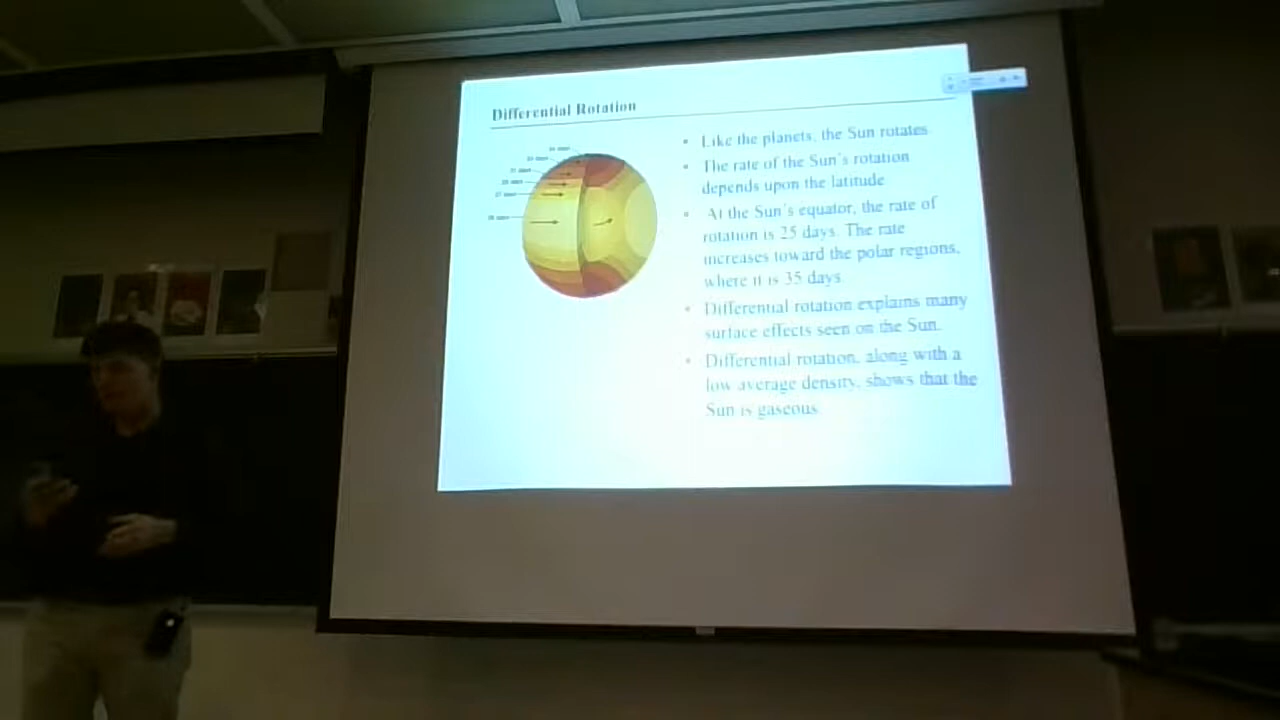 Differential Rotation
• Like the planets, the Sun rotates
• The rate of the Sun's rotation
depends upon the latitude
• At the Sun's equator, the rate of
rotation is 25 days. The rate
increases toward the polar regions,
where it is 35 days.
• Differential rotation explains many
surface effects seen on the Sun.
• Differential rotation, along with a
low average density, shows that the
Sun is gaseous